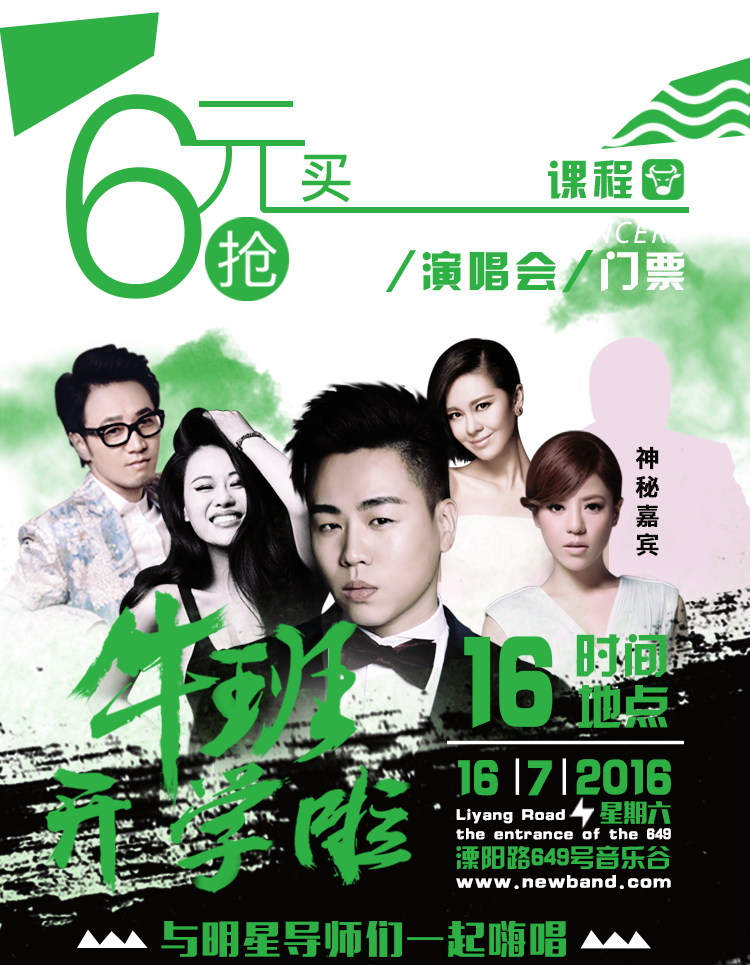 6元
抢
买
课程
NCER
/演唱会/门票
神秘嘉宾
牛班
开学啦
16
时间
地点
16|7|2016
Liyang Road 星期六
the entrance of the 649
溧阳路649号音乐谷
www.newband.com
与明星导师们一起嗨唱